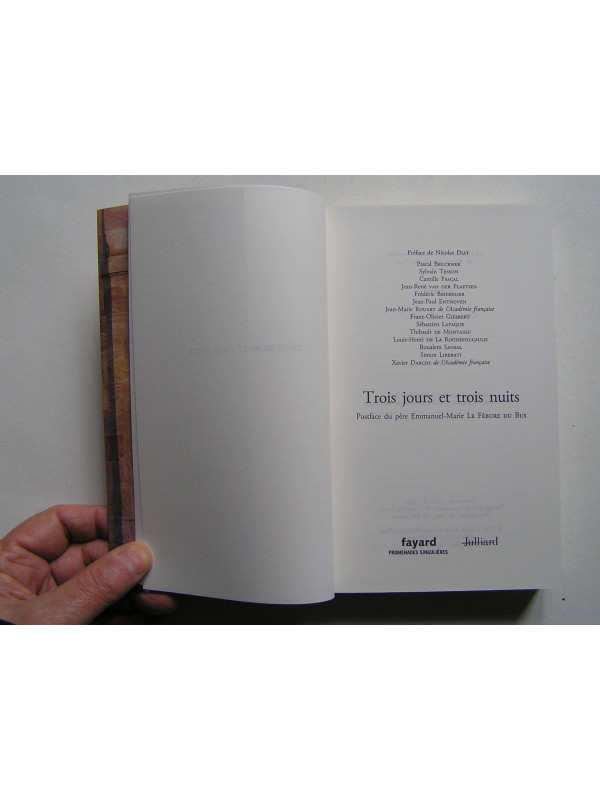 Préface de Nicolas Diat
Pascal Bruckner
Sylvain Tesson
Camille Pascal
Jean-René van der Plaetsen
Frédéric Beigbeder
Jean-Paul Enthoven
Jean-Marie Rouart de l'Académie française
Franz-Olivier Giesbert
Sébastien Lapaque
Thibault de Montaigu
Louis-Henri de La Rochefoucauld
Boualem Sansal
Simon Liberati
Xavier Darcos de l'Académie française
Trois jours et trois nuits
Postface du père Emmanuel-Marie Le Fébure du Bus
fayard
PROMENADES SINGULIÈRES
Julliard